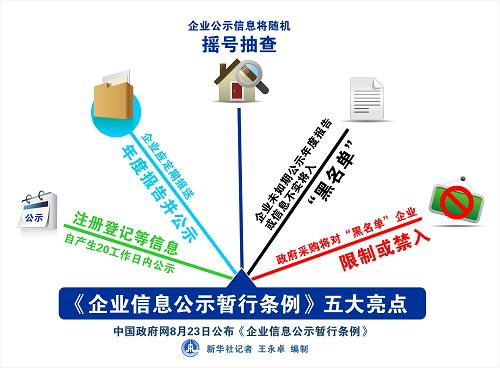 企业公示信息将随机
摇号抽查
企业应定期报送
年度报告并公示
企业未如期公示年度报告
或信息不实将入
“黑名单”
公示
注册登记等信息
自产生20工作日内公示
政府采购将对“黑名单”企业
限制或禁入
《企业信息公示暂行条例》五大亮点
中国政府网8月23日公布《企业信息公示暂行条例》
新华社记者 王永卓 编制